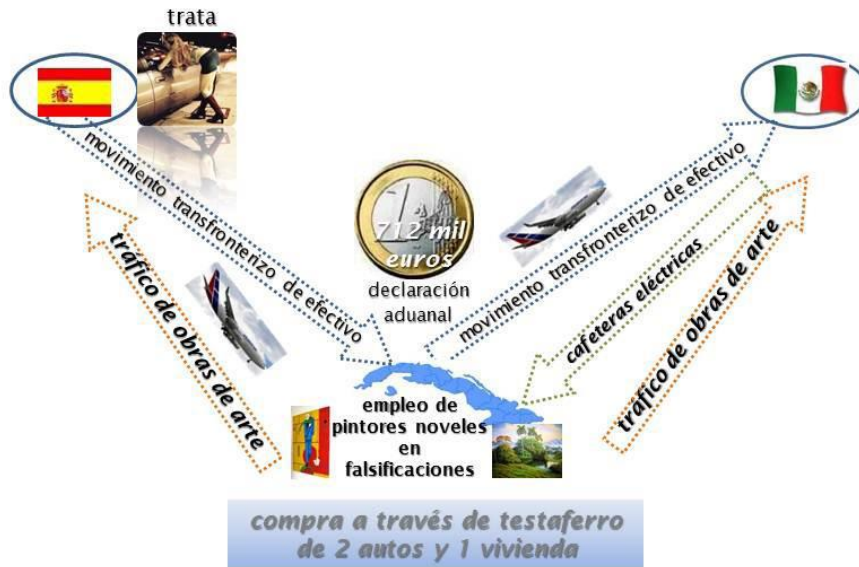 trata
movimiento transfronterizo de efectivo
trafico de obras de arte
712 mil
euros
declaración
aduanal
movimiento transfronterizo de efectivo
cafeteras eléctricas
trafico de obras de arte
empleo de
pintores noveles
en
falsificaciones
compra a través de testaferro
de 2 autos y 1 vivienda